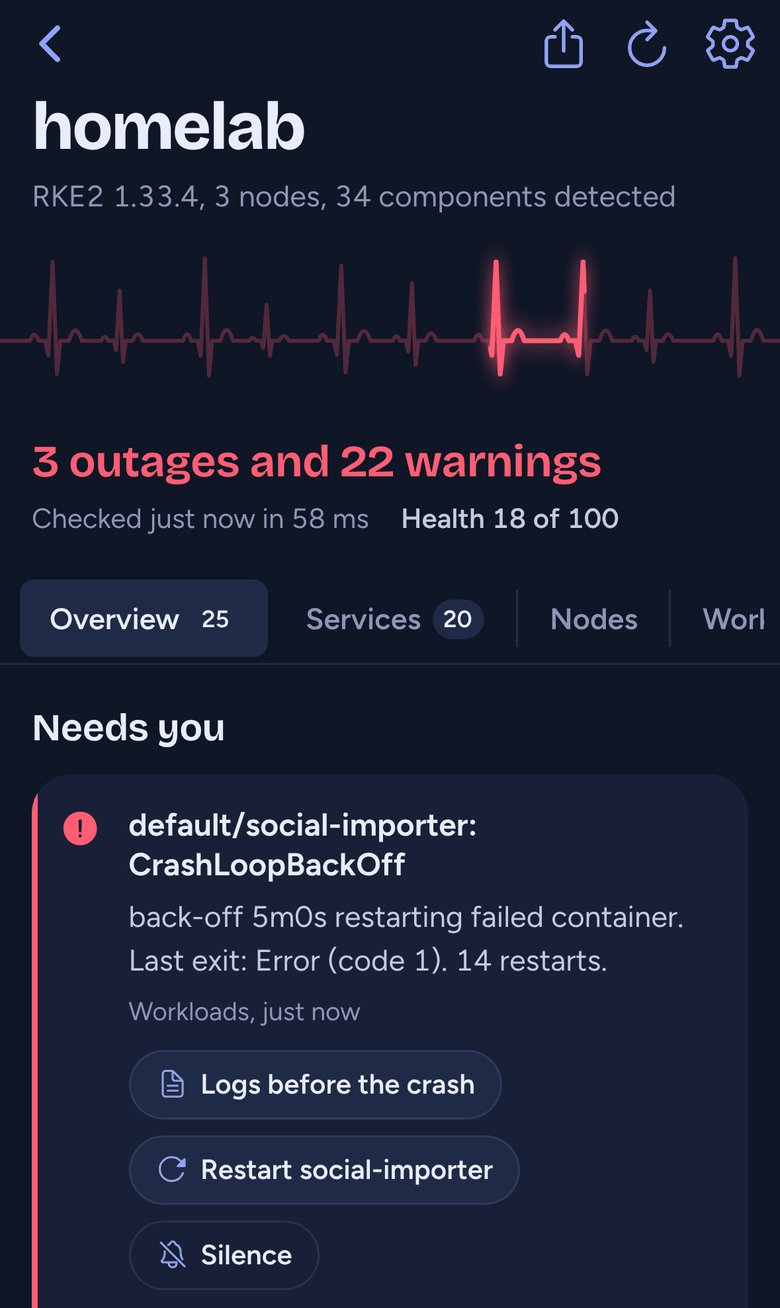 homelab
RKE2 1.33.4, 3 nodes, 34 components detected
3 outages and 22 warnings
Checked just now in 58 ms Health 18 of 100
Overview 25 Services 20 Nodes
Needs you
default/social-importer:
CrashLoopBackOff
back-off 5m0s restarting failed container.
Last exit: Error (code 1). 14 restarts.
Workloads, just now
Logs before the crash
Restart social-importer
Silence